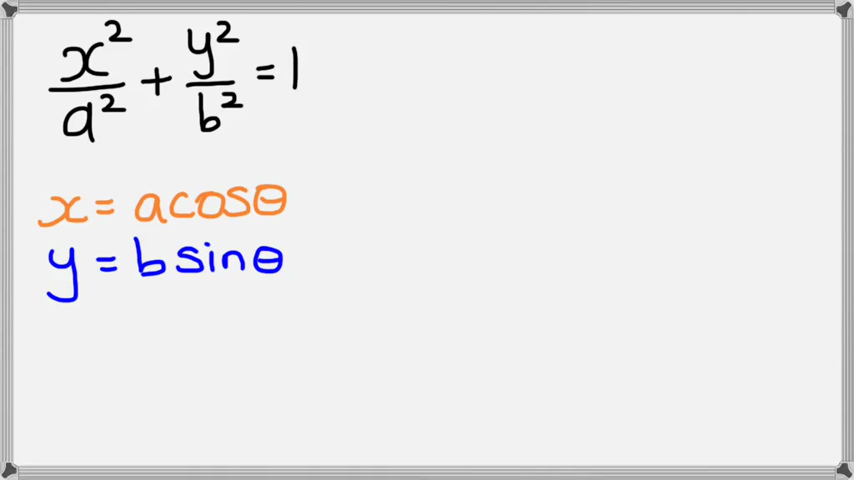 x²/a² + y²/b² = 1
x = acosθ
y = bsinθ